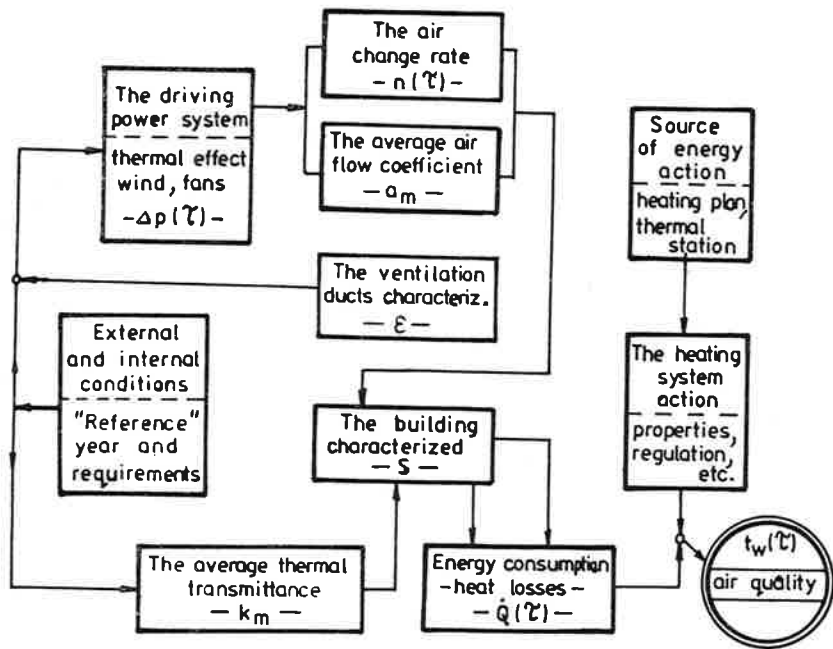 The air
change rate
- n(τ) -
The driving
power system
thermal effect
wind, fans
-Δp(τ)-
The average air
flow coefficient
- am -
Source
of energy
action
heating plan,
thermal
station
The ventilation
ducts characteriz.
- ε -
External
and internal
conditions
"Reference"
year and
requirements
The heating
system
action
properties,
regulation,
etc.
The building
characterized
- S -
The average thermal
transmittance
- km -
Energy consumption
-heat losses-
- Q̇(τ) -
tw(τ)
air quality